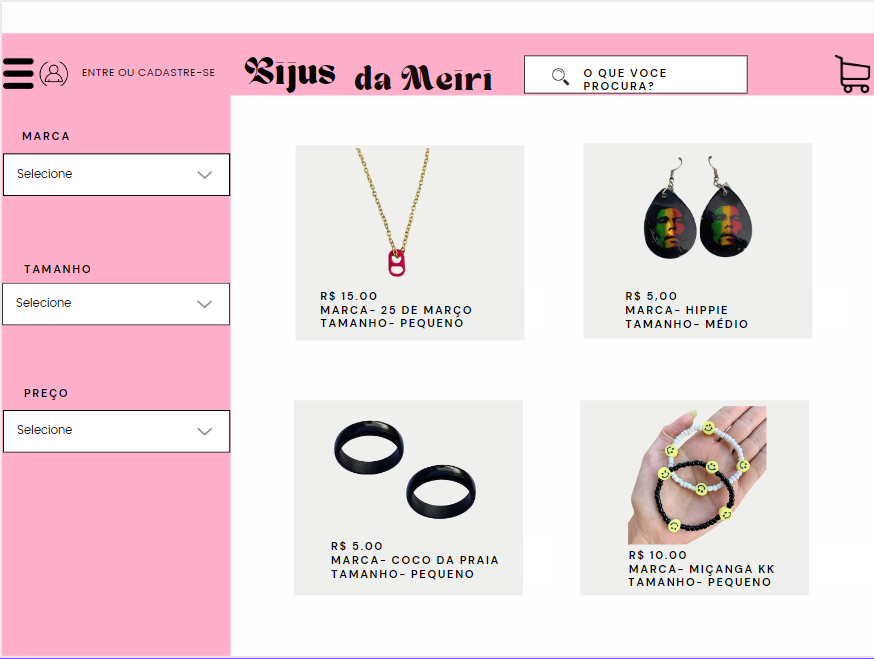 ENTRE OU CADASTRE-SE
Bijus da Meiri
O QUE VOCE
PROCURA?
MARCA
Selecione
TAMANHO
Selecione
PREÇO
Selecione
R$ 15.00
MARCA- 25 DE MARÇO
TAMANHO- PEQUENO
R$ 5,00
MARCA- HIPPIE
TAMANHO- MÉDIO
R$ 5.00
MARCA- COCO DA PRAIA
TAMANHO- PEQUENO
R$ 10.00
MARCA- MIÇANGA KK
TAMANHO- PEQUENO